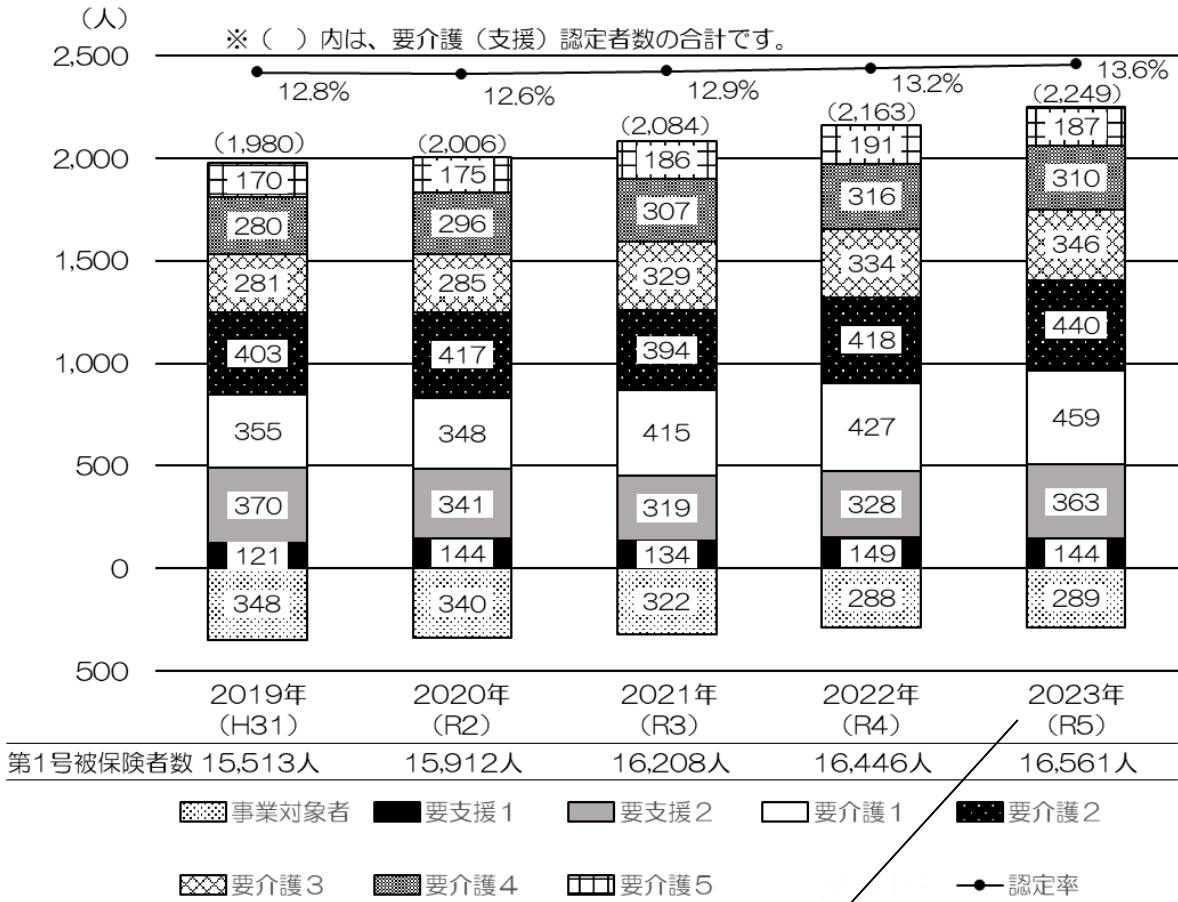 （人）
※（　）内は、要介護（支援）認定者数の合計です。
2,500
12.8%　12.6%　12.9%　13.2%　13.6%
（1,980）　（2,006）　（2,084）　（2,163）　（2,249）
2,000
170　175　186　191　187
280　296　307　316　310
1,500
281　285　329　334　346
403　417　394　418　440
1,000
355　348　415　427　459
500
370　341　319　328　363
121　144　134　149　144
0
348　340　322　288　289
500
2019年　2020年　2021年　2022年　2023年
（H31）　（R2）　（R3）　（R4）　（R5）
第1号被保険者数 15,513人　15,912人　16,208人　16,446人　16,561人
事業対象者　要支援１　要支援２　要介護１　要介護２
要介護３　要介護４　要介護５　認定率